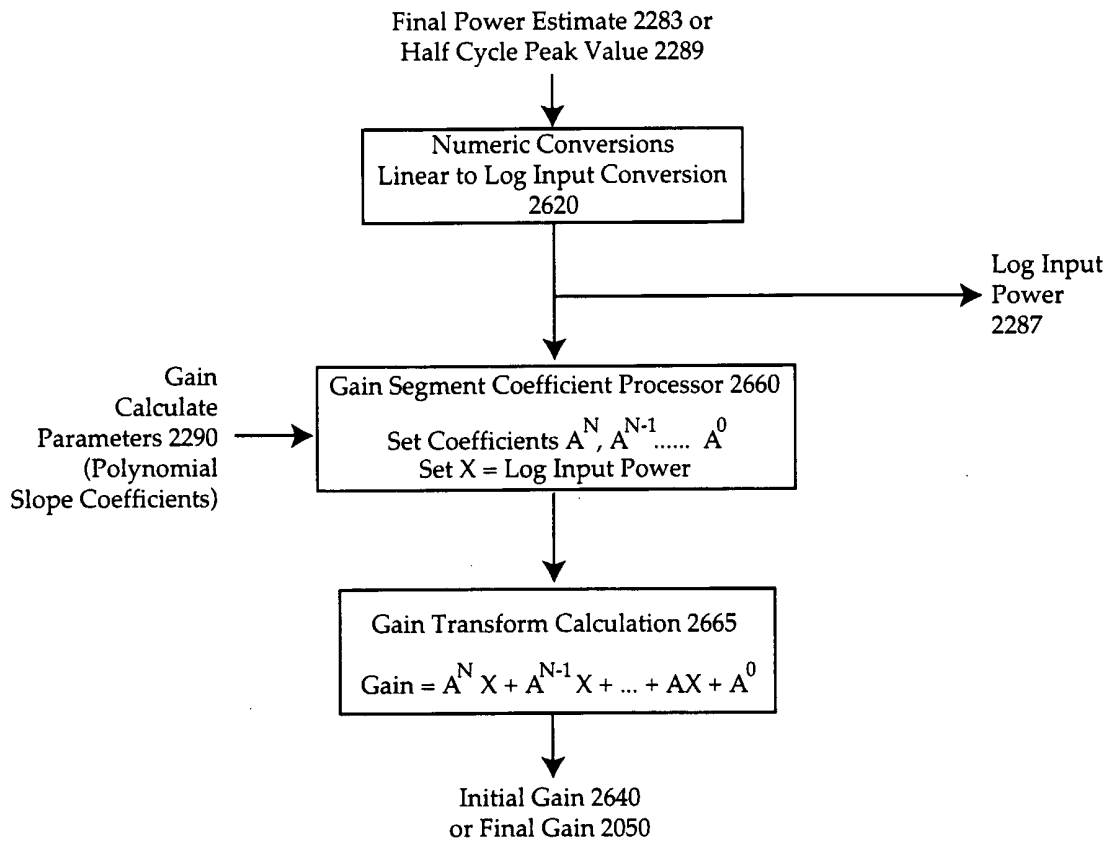 Final Power Estimate 2283 or
Half Cycle Peak Value 2289
Numeric Conversions
Linear to Log Input Conversion
2620
Log Input
Power
2287
Gain
Calculate
Parameters 2290
(Polynomial
Slope Coefficients)
Gain Segment Coefficient Processor 2660
Set Coefficients A^N, A^N-1...... A^0
Set X = Log Input Power
Gain Transform Calculation 2665
Gain = A^N X + A^N-1 X + ... + AX + A^0
Initial Gain 2640
or Final Gain 2050